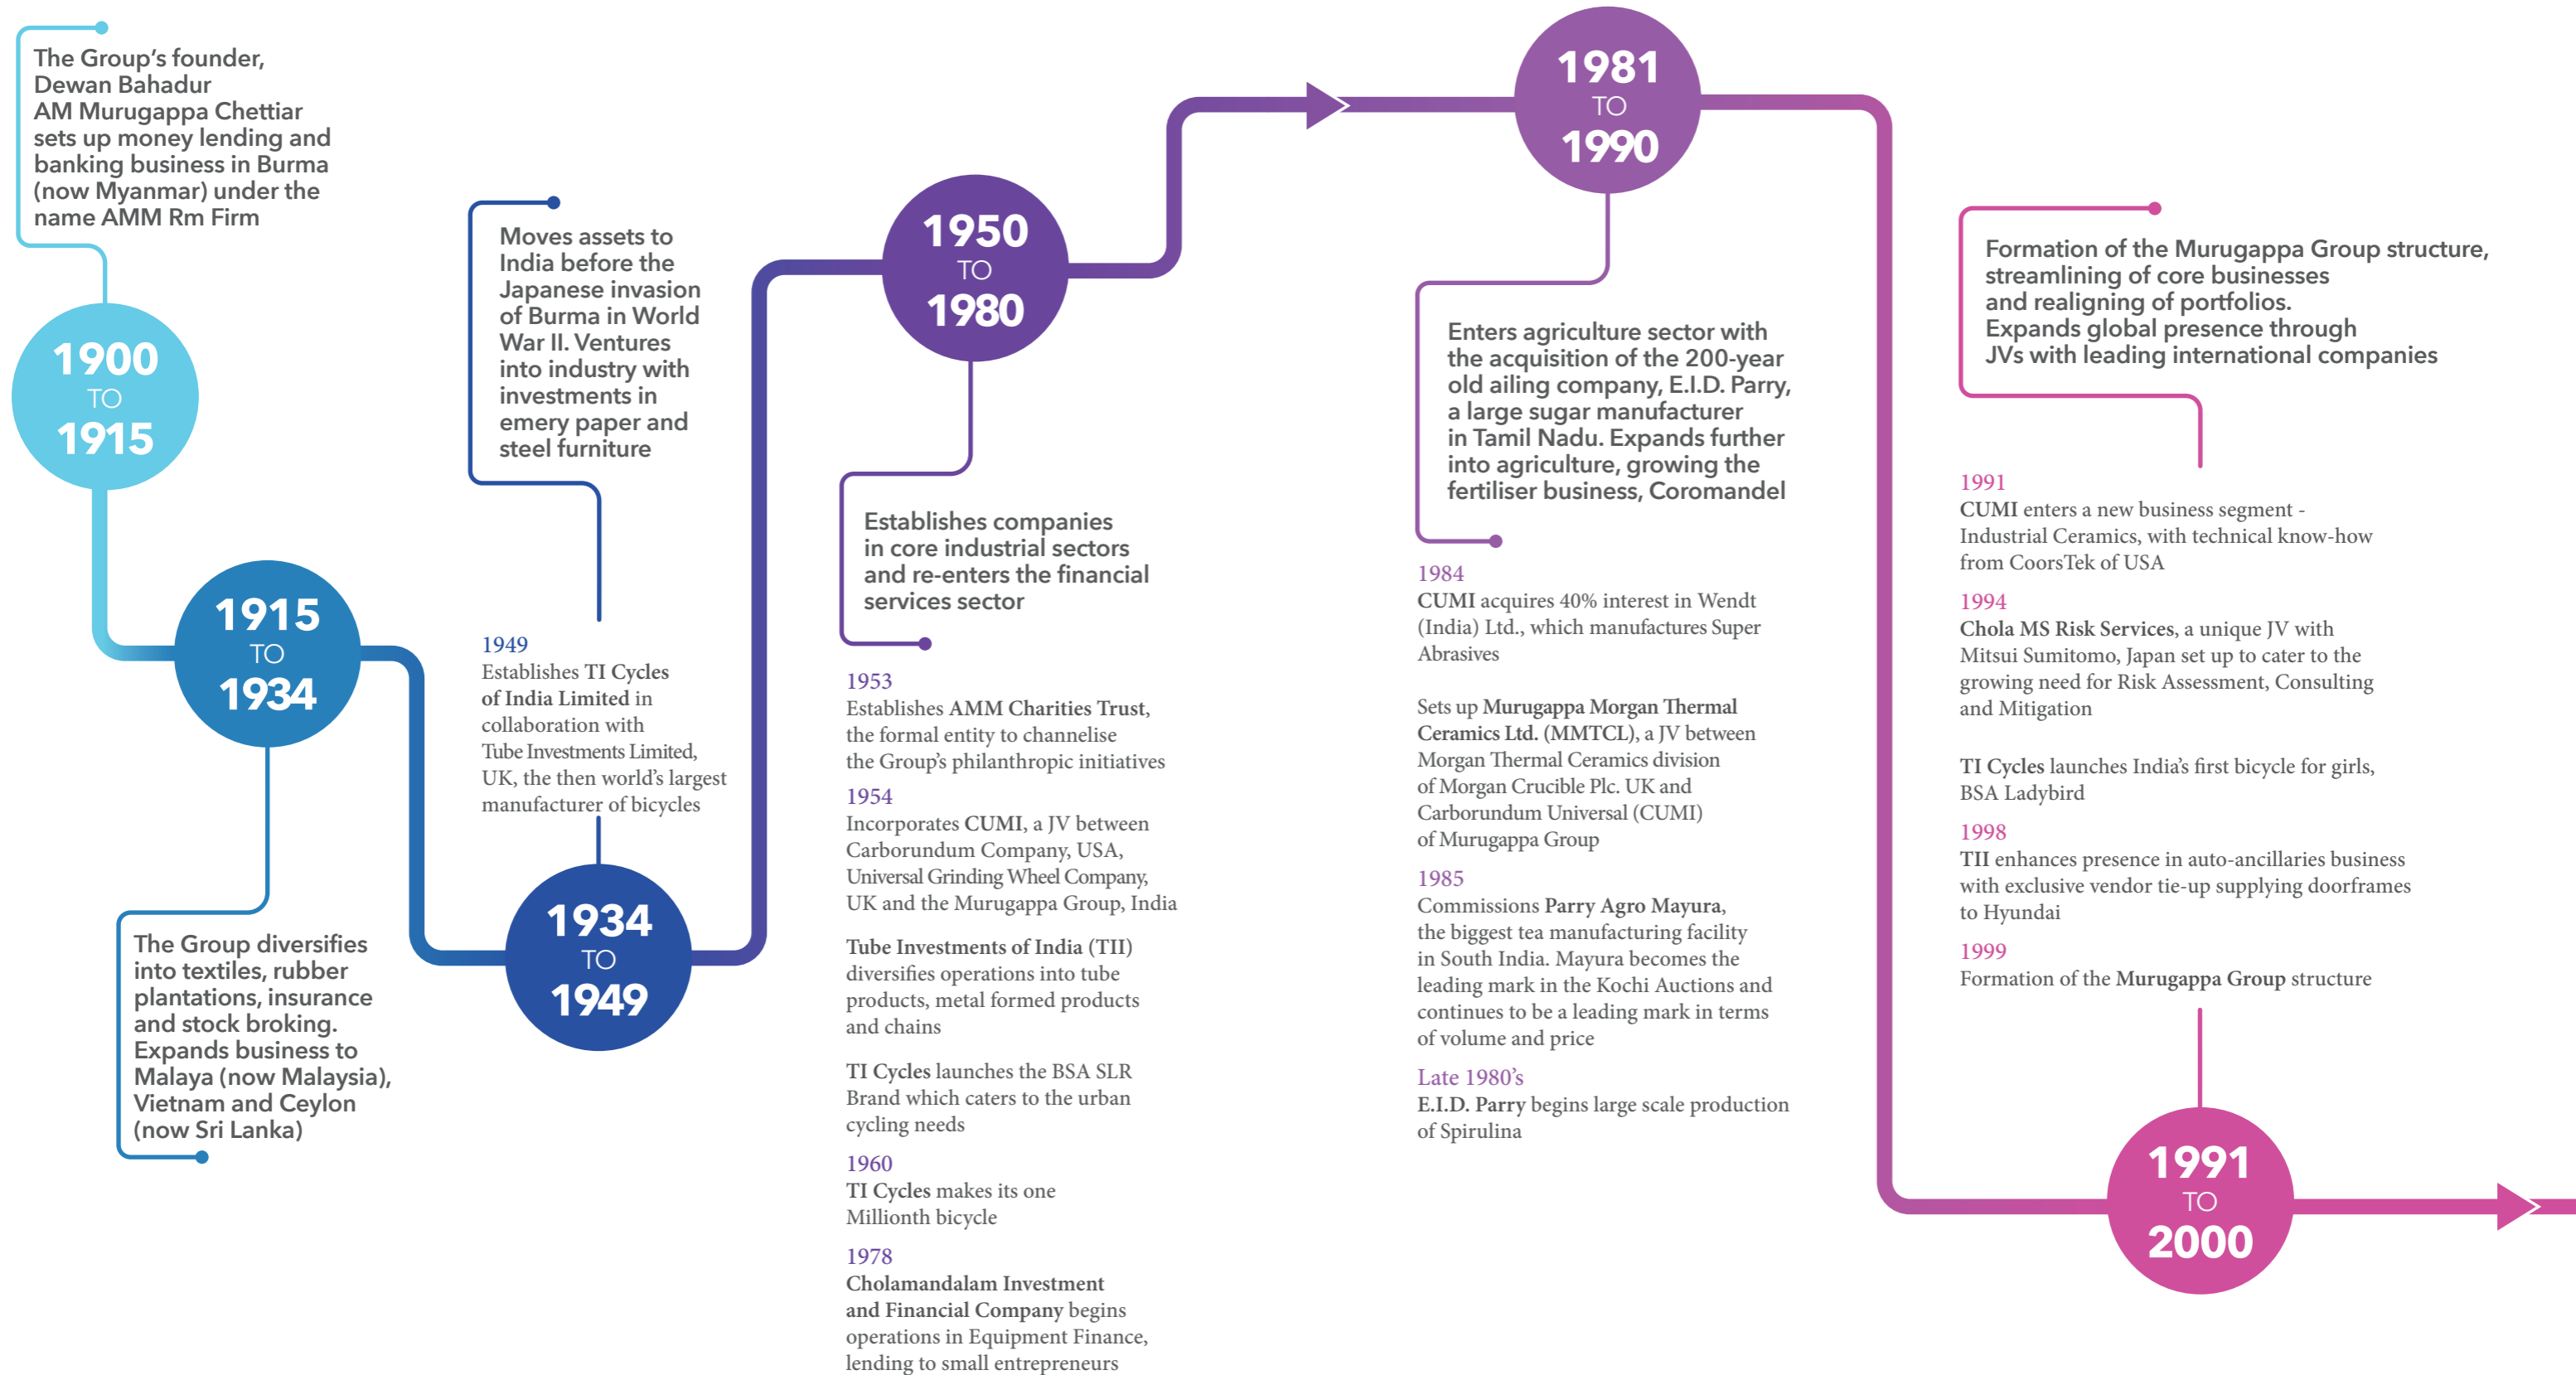 The Group's founder,
Dewan Bahadur
AM Murugappa Chettiar
sets up money lending and
banking business in Burma
(now Myanmar) under the
name AMM Rm Firm
1900
TO
1915
1915
TO
1934
The Group diversifies
into textiles, rubber
plantations, insurance
and stock broking.
Expands business to
Malaya (now Malaysia),
Vietnam and Ceylon
(now Sri Lanka)
Moves assets to
India before the
Japanese invasion
of Burma in World
War II. Ventures
into industry with
investments in
emery paper and
steel furniture
1949
Establishes TI Cycles
of India Limited in
collaboration with
Tube Investments Limited,
UK, the then world's largest
manufacturer of bicycles
1934
TO
1949
1950
TO
1980
Establishes companies
in core industrial sectors
and re-enters the financial
services sector
1953
Establishes AMM Charities Trust,
the formal entity to channelise
the Group's philanthropic initiatives
1954
Incorporates CUMI, a JV between
Carborundum Company, USA,
Universal Grinding Wheel Company,
UK and the Murugappa Group, India
Tube Investments of India (TII)
diversifies operations into tube
products, metal formed products
and chains
TI Cycles launches the BSA SLR
Brand which caters to the urban
cycling needs
1960
TI Cycles makes its one
Millionth bicycle
1978
Cholamandalam Investment
and Financial Company begins
operations in Equipment Finance,
lending to small entrepreneurs
1981
TO
1990
Enters agriculture sector with
the acquisition of the 200-year
old ailing company, E.I.D. Parry,
a large sugar manufacturer
in Tamil Nadu. Expands further
into agriculture, growing the
fertiliser business, Coromandel
1984
CUMI acquires 40% interest in Wendt
(India) Ltd., which manufactures Super
Abrasives
Sets up Murugappa Morgan Thermal
Ceramics Ltd. (MMTCL), a JV between
Morgan Thermal Ceramics division
of Morgan Crucible Plc. UK and
Carborundum Universal (CUMI)
of Murugappa Group
1985
Commissions Parry Agro Mayura,
the biggest tea manufacturing facility
in South India. Mayura becomes the
leading mark in the Kochi Auctions and
continues to be a leading mark in terms
of volume and price
Late 1980's
E.I.D. Parry begins large scale production
of Spirulina
Formation of the Murugappa Group structure,
streamlining of core businesses
and realigning of portfolios.
Expands global presence through
JVs with leading international companies
1991
CUMI enters a new business segment -
Industrial Ceramics, with technical know-how
from CoorsTek of USA
1994
Chola MS Risk Services, a unique JV with
Mitsui Sumitomo, Japan set up to cater to the
growing need for Risk Assessment, Consulting
and Mitigation
TI Cycles launches India's first bicycle for girls,
BSA Ladybird
1998
TII enhances presence in auto-ancillaries business
with exclusive vendor tie-up supplying doorframes
to Hyundai
1999
Formation of the Murugappa Group structure
1991
TO
2000